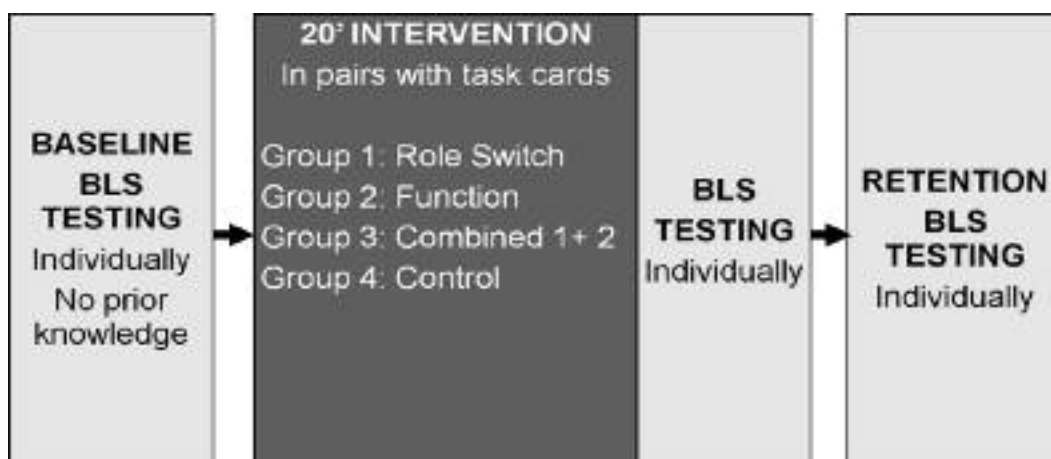 BASELINE
BLS
TESTING
Individually
No prior
knowledge
20' INTERVENTION
In pairs with task cards
Group 1: Role Switch
Group 2: Function
Group 3: Combined 1+ 2
Group 4: Control
BLS
TESTING
Individually
RETENTION
BLS
TESTING
Individually